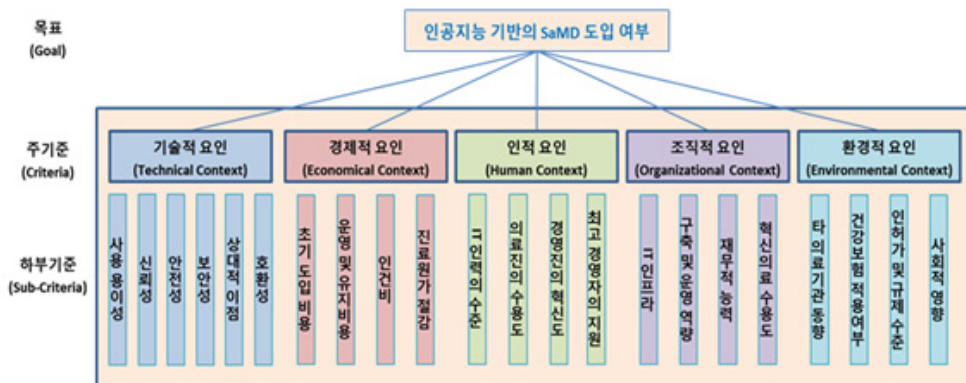 목표
(Goal)
인공지능 기반의 SaMD 도입 여부
주기준
(Criteria)
기술적 요인
(Technical Context)
경제적 요인
(Economical Context)
인적 요인
(Human Context)
조직적 요인
(Organizational Context)
환경적 요인
(Environmental Context)
하부기준
(Sub-Criteria)
사용 용이성
신뢰성
안전성
보안성
상대적 이점
호환성
초기 도입 비용
운영 및 유지비용
인건비
진료원가 절감
IT 인력의 수준
의료진의 수용도
경영진의 혁신도
최고 경영자의 지원
IT 인프라
구축 및 운영 역량
재무적 능력
혁신의료 수용도
타 의료기관 동향
건강보험 적용여부
인허가 및 규제 수준
사회적 영향